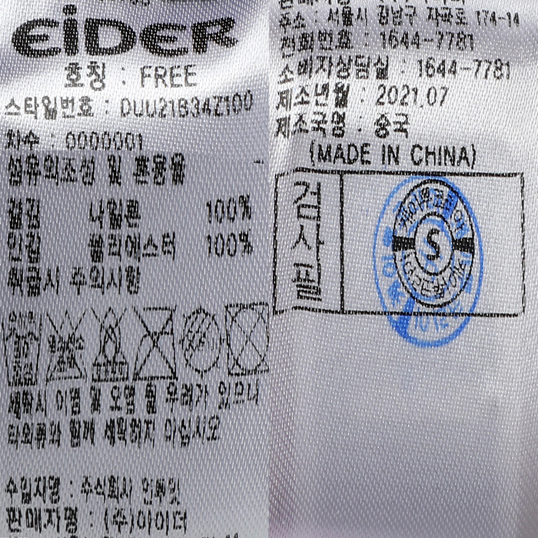 EiDER
호칭 : FREE
스타일번호 : DUU21B34Z100
차수 : 0000001
섬유의조성 및 혼용율
겉감 나일론 100%
안감 폴리에스터 100%
취급시 주의사항
세탁시 이염 및 오염 될 우려가 있으니
타의류와 함께 세탁하지 마십시오
수입자명 : 주식회사
판매자명 : (주)아이더
주소 : 서울시 강남구 자곡로 174-14
전화번호 : 1644-7781
소비자상담실 : 1644-7781
제조년월 : 2021.07
제조국명 : 중국
(MADE IN CHINA)
검사필
S